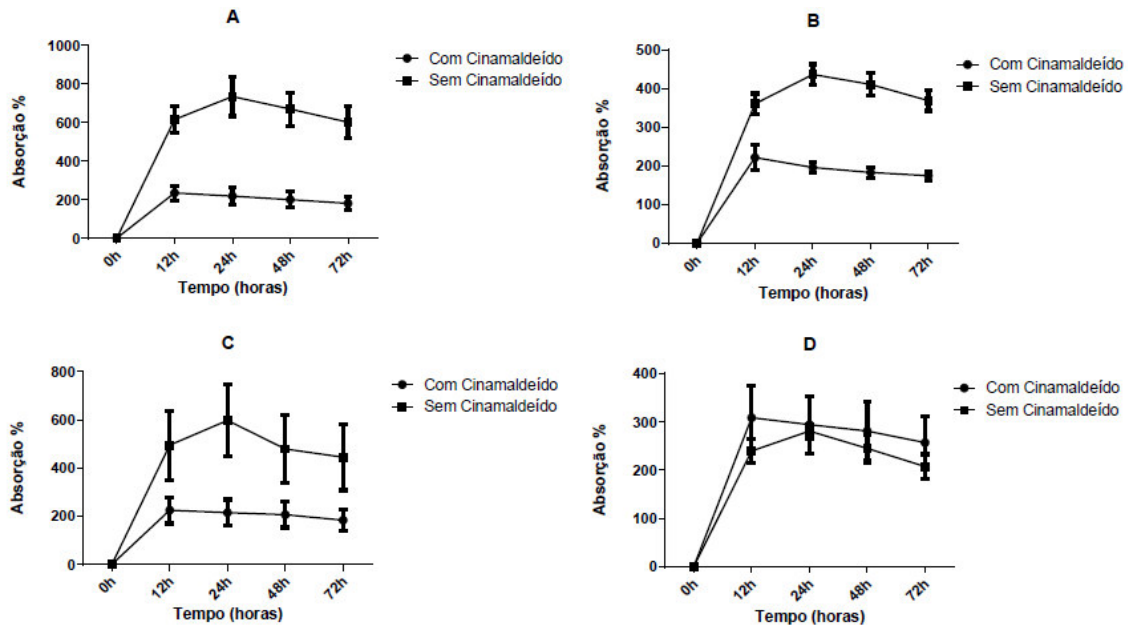 A
1000
800
600
400
200
0
Absorção %
0h
12h
24h
48h
72h
Tempo (horas)
Com Cinamaldeído
Sem Cinamaldeído
B
500
400
300
200
100
0
Absorção %
0h
12h
24h
48h
72h
Tempo (horas)
Com Cinamaldeído
Sem Cinamaldeído
C
800
600
400
200
0
Absorção %
0h
12h
24h
48h
72h
Tempo (horas)
Com Cinamaldeído
Sem Cinamaldeído
D
400
300
200
100
0
Absorção %
0h
12h
24h
48h
72h
Tempo (horas)
Com Cinamaldeído
Sem Cinamaldeído